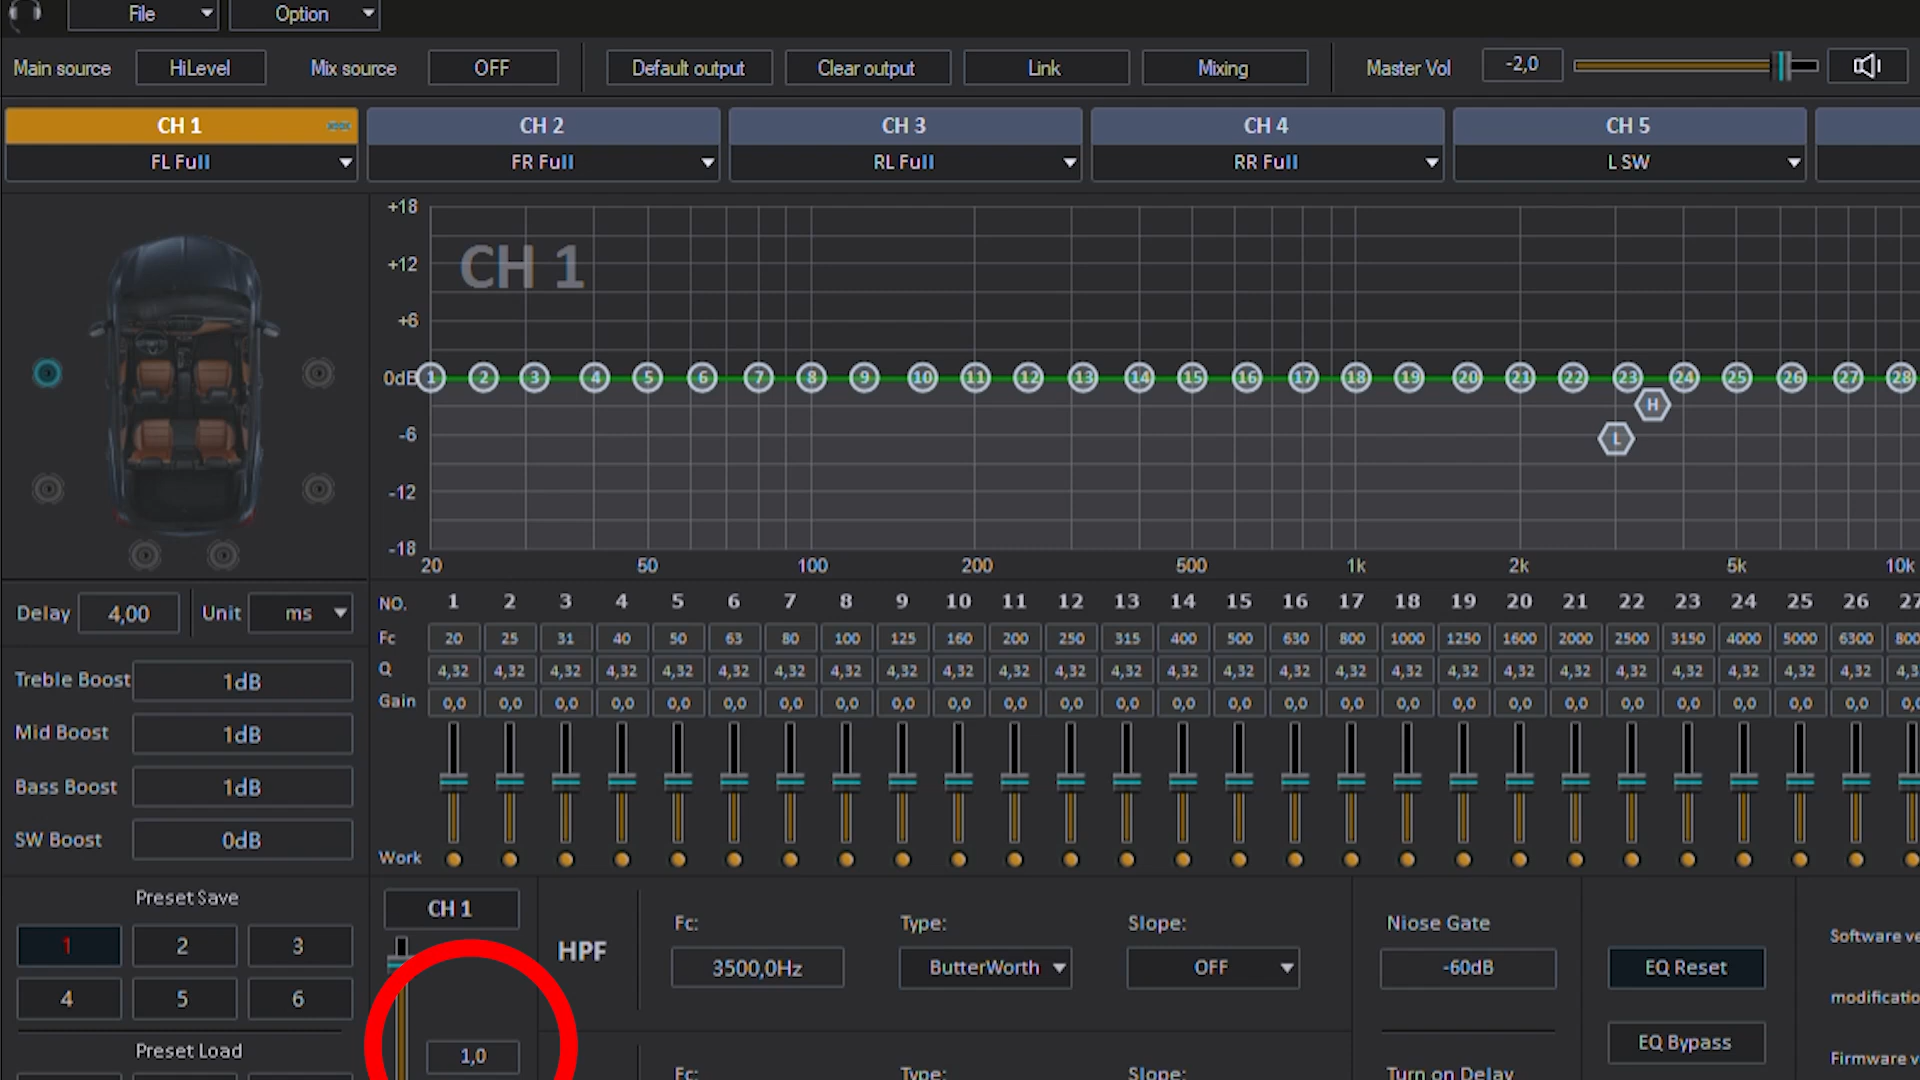 File Option
Main source HiLevel Mix source OFF Default output Clear output Link Mixing Master Vol -2,0
CH 1 CH 2 CH 3 CH 4 CH 5
FL Full FR Full RL Full RR Full L SW
+18
CH 1
+12
+6
0dB 1 2 3 4 5 6 7 8 9 10 11 12 13 14 15 16 17 18 19 20 21 22 23 24 25 26 27 28
H
L
-6
-12
-18
20 50 100 200 500 1k 2k 5k 10k
Delay 4,00 Unit ms
NO. 1 2 3 4 5 6 7 8 9 10 11 12 13 14 15 16 17 18 19 20 21 22 23 24 25 26 27
Fc 20 25 31 40 50 63 80 100 125 160 200 250 315 400 500 630 800 1000 1250 1600 2000 2500 3150 4000 5000 6300 800
Q 4,32 4,32 4,32 4,32 4,32 4,32 4,32 4,32 4,32 4,32 4,32 4,32 4,32 4,32 4,32 4,32 4,32 4,32 4,32 4,32 4,32 4,32 4,32 4,32 4,32 4,32 4,3
Gain 0,0 0,0 0,0 0,0 0,0 0,0 0,0 0,0 0,0 0,0 0,0 0,0 0,0 0,0 0,0 0,0 0,0 0,0 0,0 0,0 0,0 0,0 0,0 0,0 0,0 0,0 0,
Treble Boost 1dB
Mid Boost 1dB
Bass Boost 1dB
SW Boost 0dB
Work
Preset Save
1 2 3
4 5 6
Preset Load
CH 1
1,0
HPF
Fc: Type: Slope:
3500,0Hz ButterWorth OFF
Fc: Type: Slope:
Niose Gate
-60dB
Turn on Delay
EQ Reset
EQ Bypass
Software ve
modificatio
Firmware v